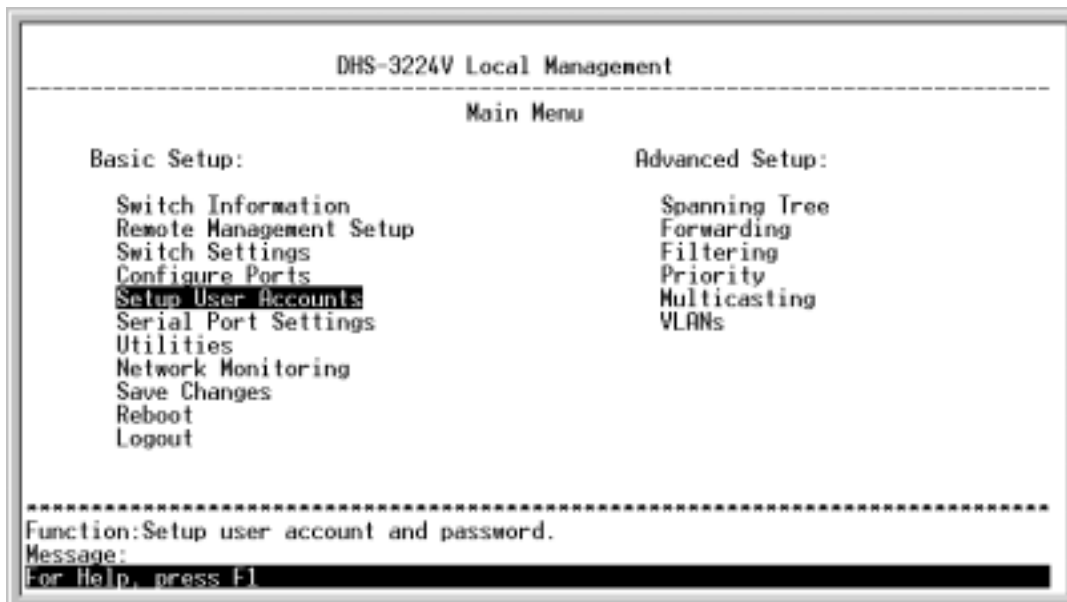 DHS-3224V Local Management
Main Menu
Basic Setup:
Switch Information
Remote Management Setup
Switch Settings
Configure Ports
Setup User Accounts
Serial Port Settings
Utilities
Network Monitoring
Save Changes
Reboot
Logout
Advanced Setup:
Spanning Tree
Forwarding
Filtering
Priority
Multicasting
VLANs
Function:Setup user account and password.
Message:
For Help, press F1